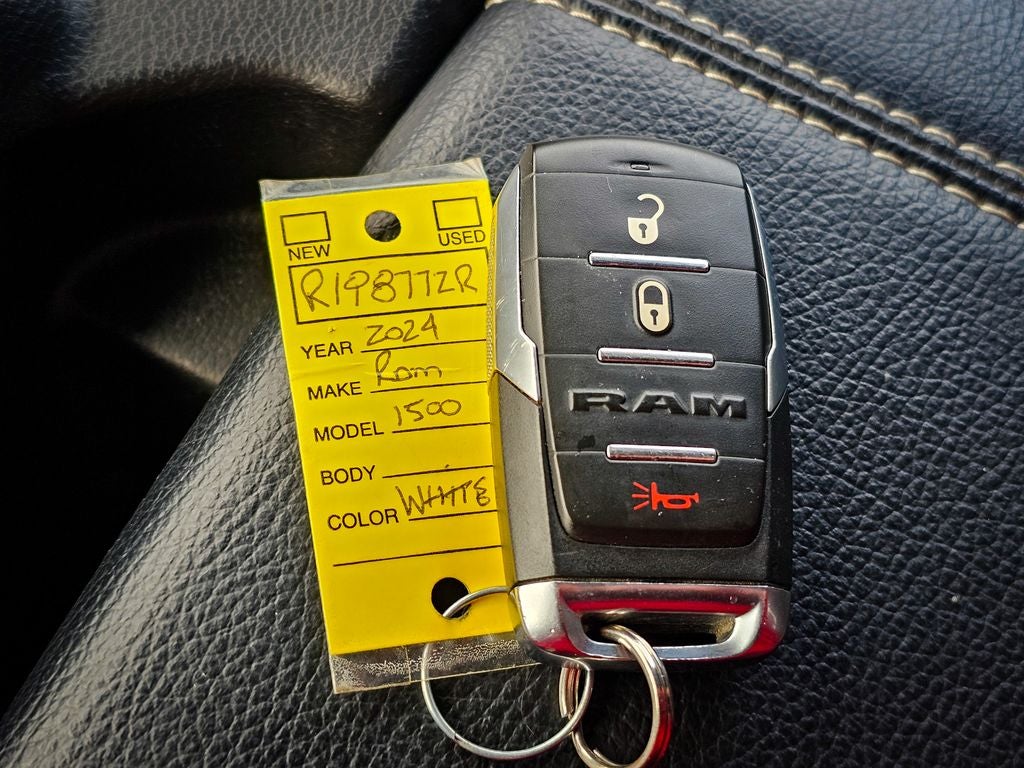 NEW USED
R19877ZR
YEAR 2024
MAKE Ram
MODEL 1500
BODY
COLOR WHITE
RAM